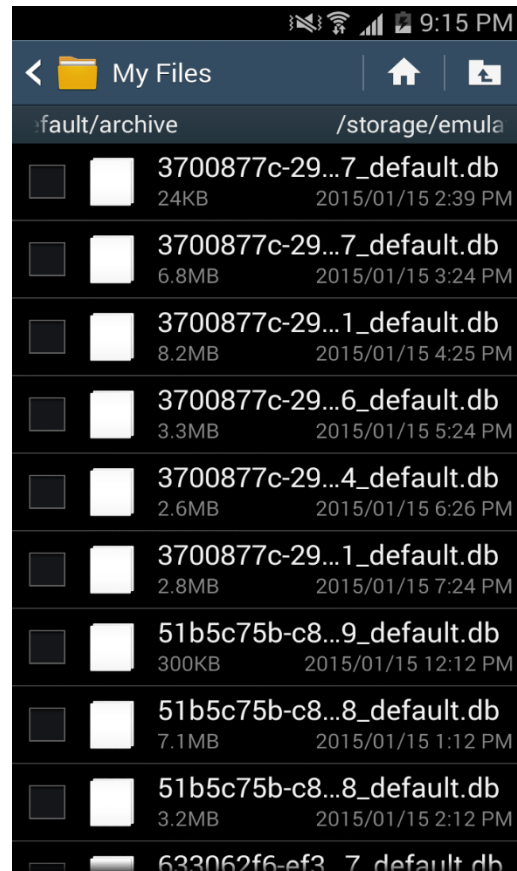 9:15 PM
My Files
efault/archive /storage/emula
3700877c-29...7_default.db
24KB 2015/01/15 2:39 PM
3700877c-29...7_default.db
6.8MB 2015/01/15 3:24 PM
3700877c-29...1_default.db
8.2MB 2015/01/15 4:25 PM
3700877c-29...6_default.db
3.3MB 2015/01/15 5:24 PM
3700877c-29...4_default.db
2.6MB 2015/01/15 6:26 PM
3700877c-29...1_default.db
2.8MB 2015/01/15 7:24 PM
51b5c75b-c8...9_default.db
300KB 2015/01/15 12:12 PM
51b5c75b-c8...8_default.db
7.1MB 2015/01/15 1:12 PM
51b5c75b-c8...8_default.db
3.2MB 2015/01/15 2:12 PM
633062f6-ef3...7_default.db